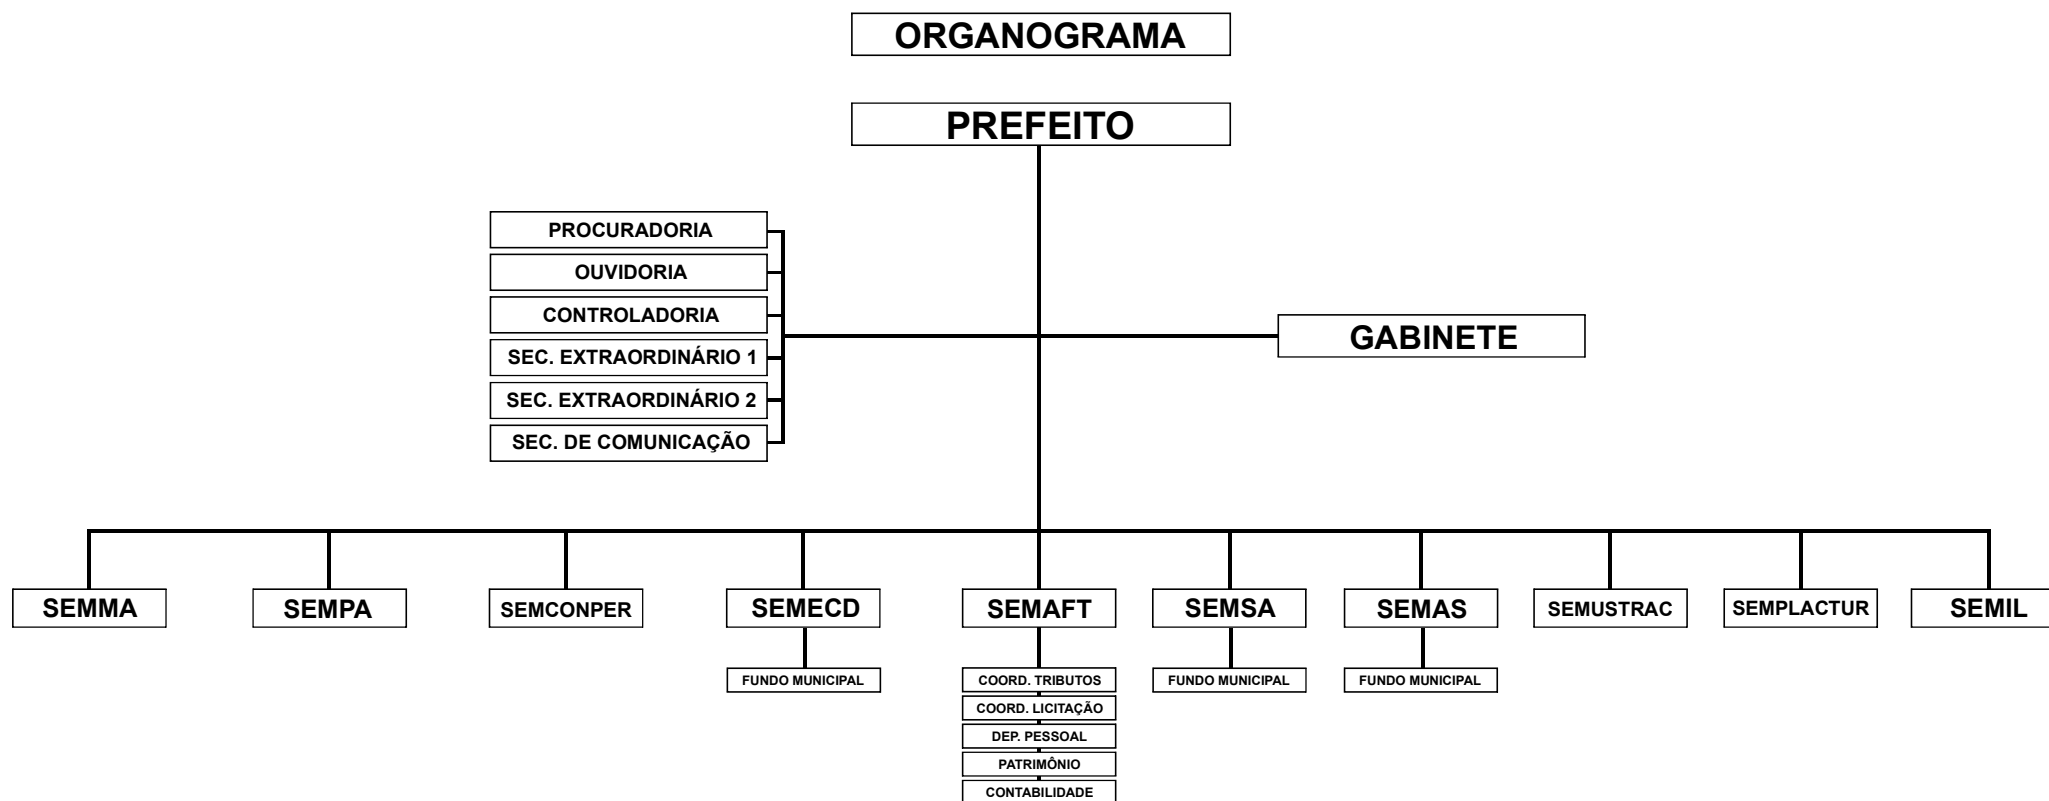 ORGANOGRAMA
PREFEITO
PROCURADORIA
OUVIDORIA
CONTROLADORIA
SEC. EXTRAORDINÁRIO 1
SEC. EXTRAORDINÁRIO 2
SEC. DE COMUNICAÇÃO
GABINETE
SEMMA
SEMPA
SEMCONPER
SEMECD
SEMAFT
SEMSA
SEMAS
SEMUSTRAC
SEMPLACTUR
SEMIL
FUNDO MUNICIPAL
COORD. TRIBUTOS
COORD. LICITAÇÃO
DEP. PESSOAL
PATRIMÔNIO
CONTABILIDADE
FUNDO MUNICIPAL
FUNDO MUNICIPAL